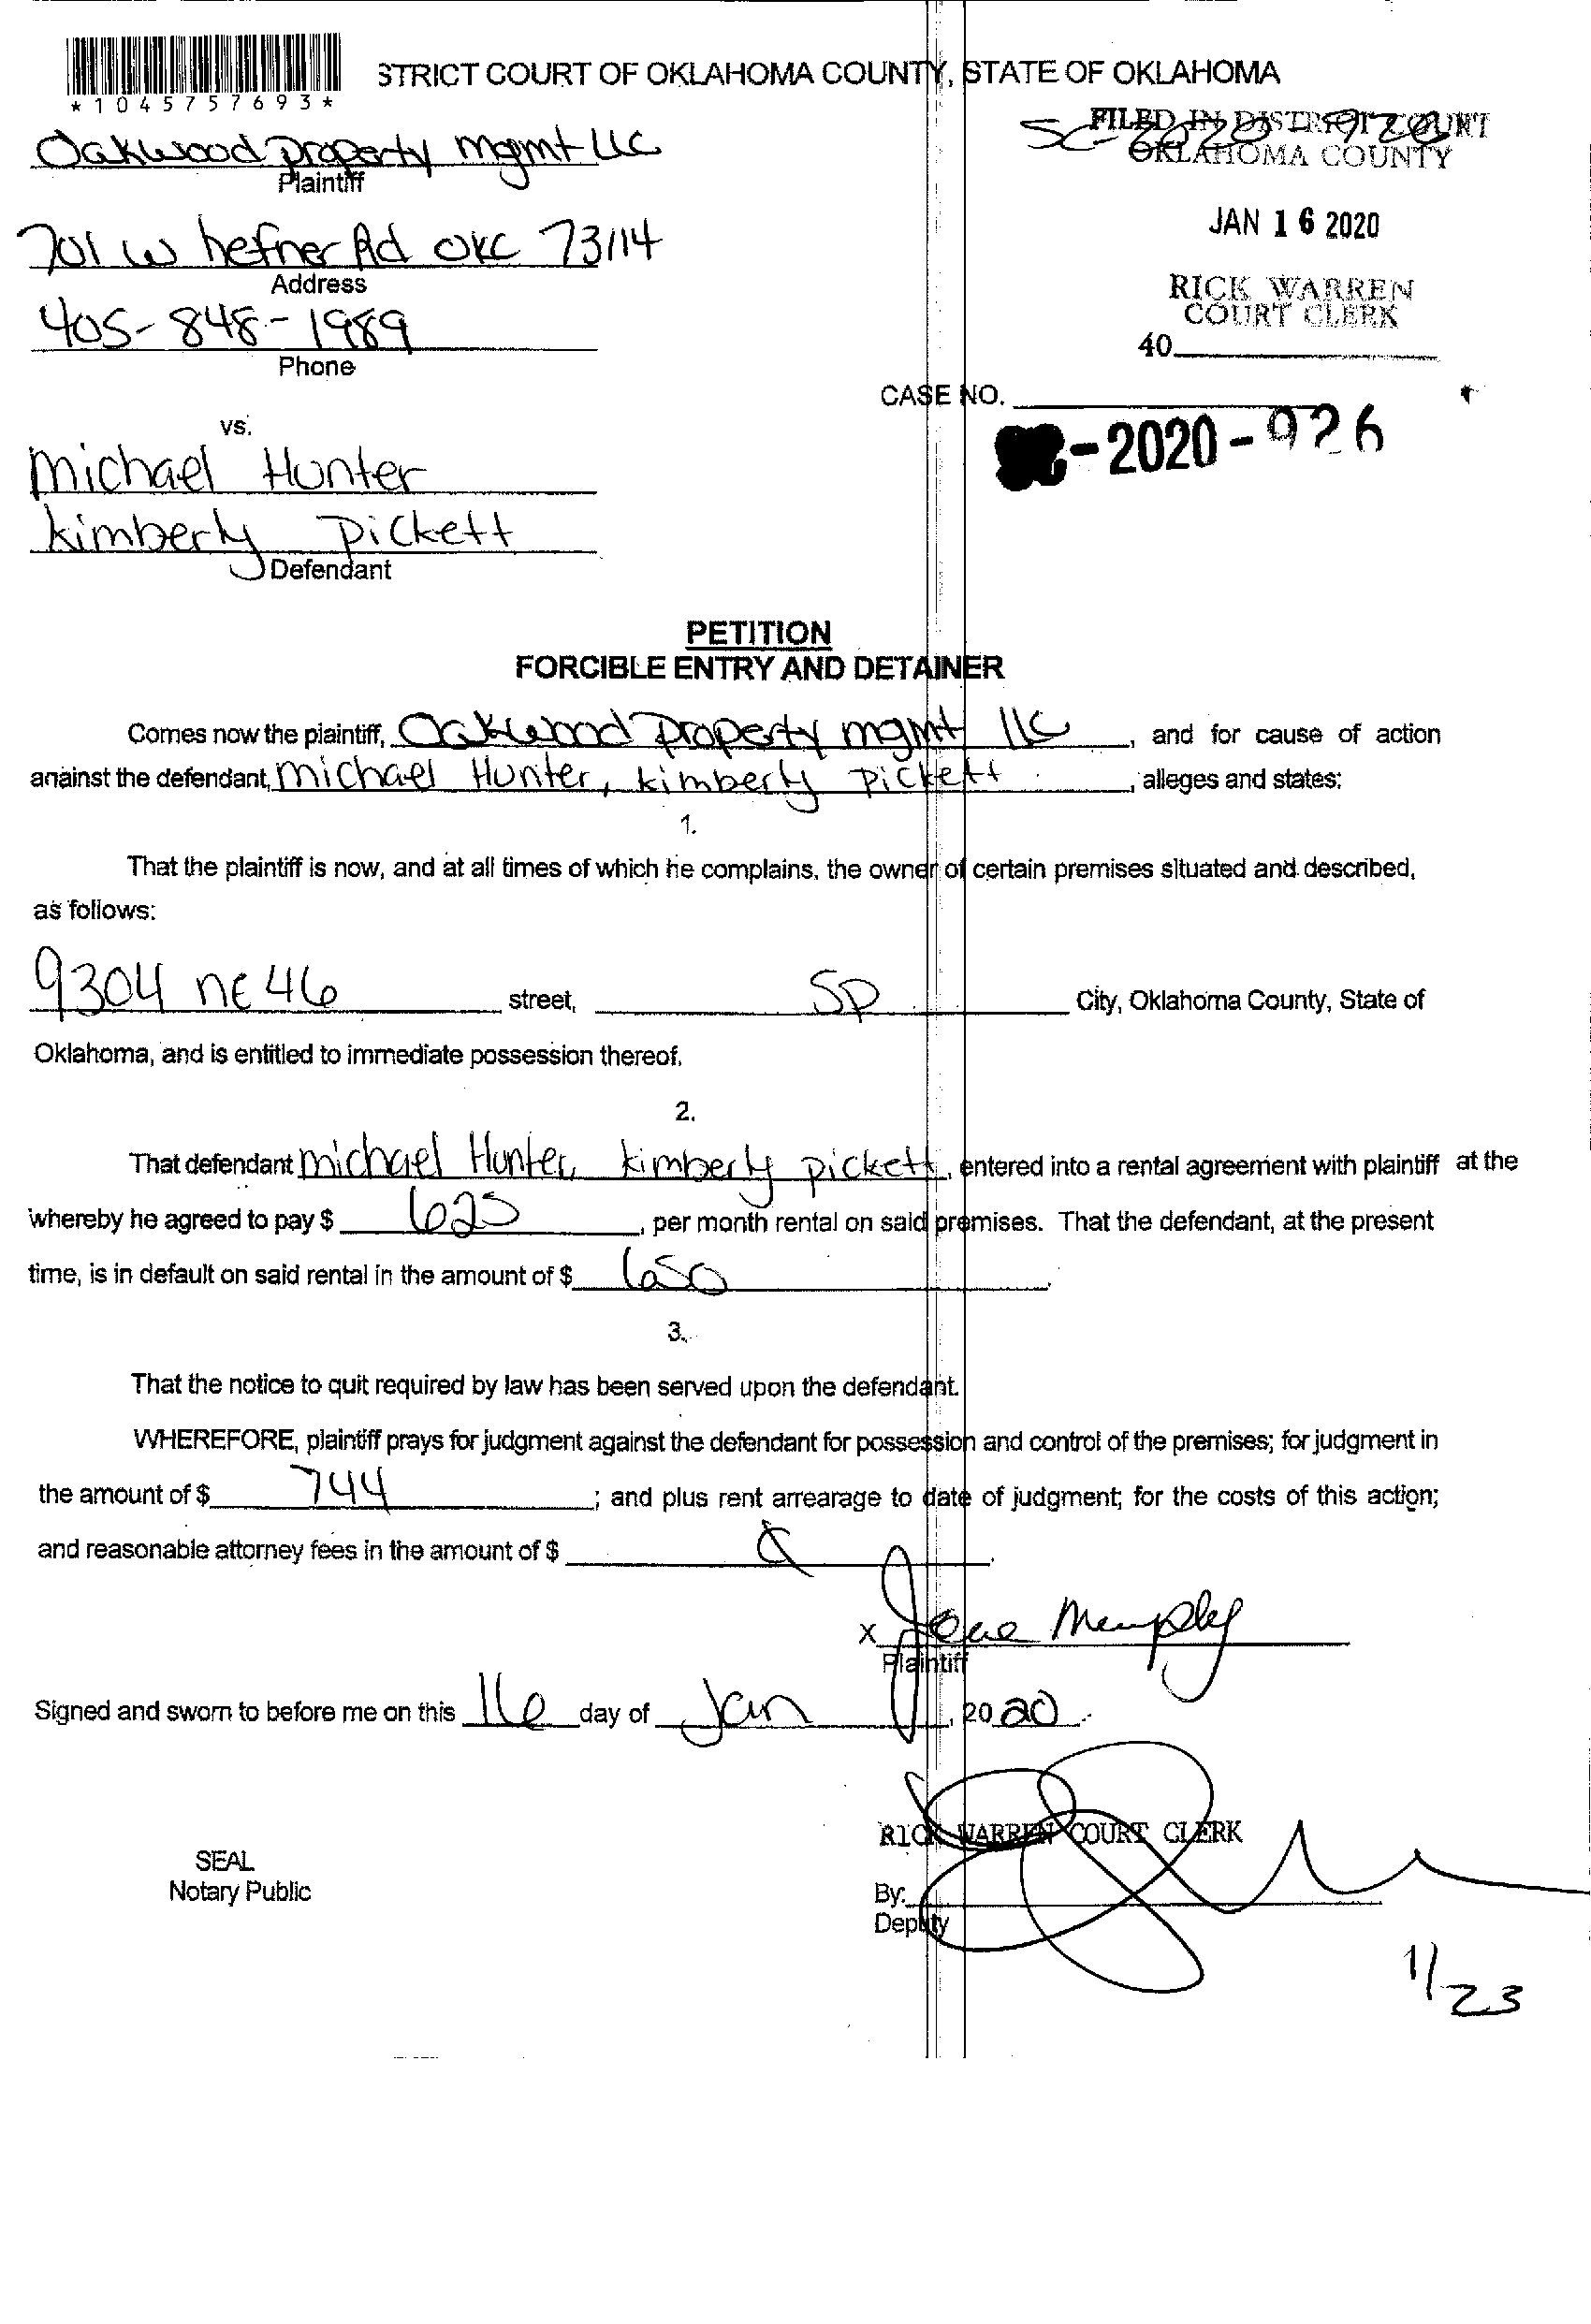 STRICT COURT OF OKLAHOMA COUNTY, STATE OF OKLAHOMA
*1045757693*
Oakwood property mgmt LLC
Plaintiff
FILED IN DISTRICT COURT
OKLAHOMA COUNTY
SC-2020-926
701 W hefner Rd OKC 73114
Address
JAN 16 2020
405-848-1989
Phone
RICK WARREN
COURT CLERK
40
CASE NO.
-2020-926
vs.
Michael Hunter
kimberly pickett
Defendant
PETITION
FORCIBLE ENTRY AND DETAINER
Comes now the plaintiff, Oakwood property mgmt llc, and for cause of action
against the defendant, michael Hunter, kimberly pickett, alleges and states:
1.
That the plaintiff is now, and at all times of which he complains, the owner of certain premises situated and described,
as follows:
9304 NE 46 street, SP City, Oklahoma County, State of
Oklahoma, and is entitled to immediate possession thereof.
2.
That defendant michael Hunter, kimberly pickett, entered into a rental agreement with plaintiff at the
whereby he agreed to pay $ 625, per month rental on said premises. That the defendant, at the present
time, is in default on said rental in the amount of $ 650.
3.
That the notice to quit required by law has been served upon the defendant.
WHEREFORE, plaintiff prays for judgment against the defendant for possession and control of the premises; for judgment in
the amount of $ 744; and plus rent arrearage to date of judgment; for the costs of this action;
and reasonable attorney fees in the amount of $
X
Plaintiff
Signed and sworn to before me on this 16 day of Jan, 2020.
RICK WARREN COURT CLERK
SEAL
Notary Public
By:
Deputy
1/23